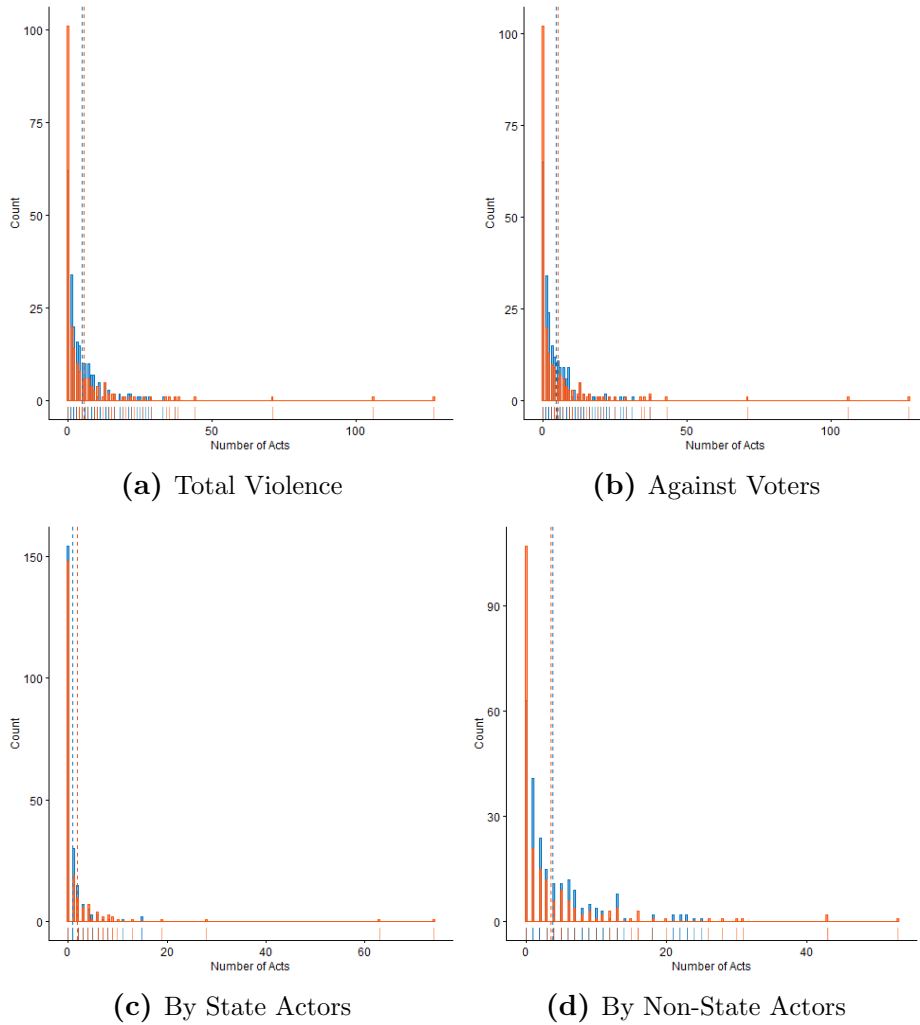 100
75
50
25
0
Count
0 50 100
Number of Acts
(a) Total Violence
100
75
50
25
0
Count
0 50 100
Number of Acts
(b) Against Voters
150
100
50
0
Count
0 20 40 60
Number of Acts
(c) By State Actors
90
60
30
0
Count
0 20 40
Number of Acts
(d) By Non-State Actors